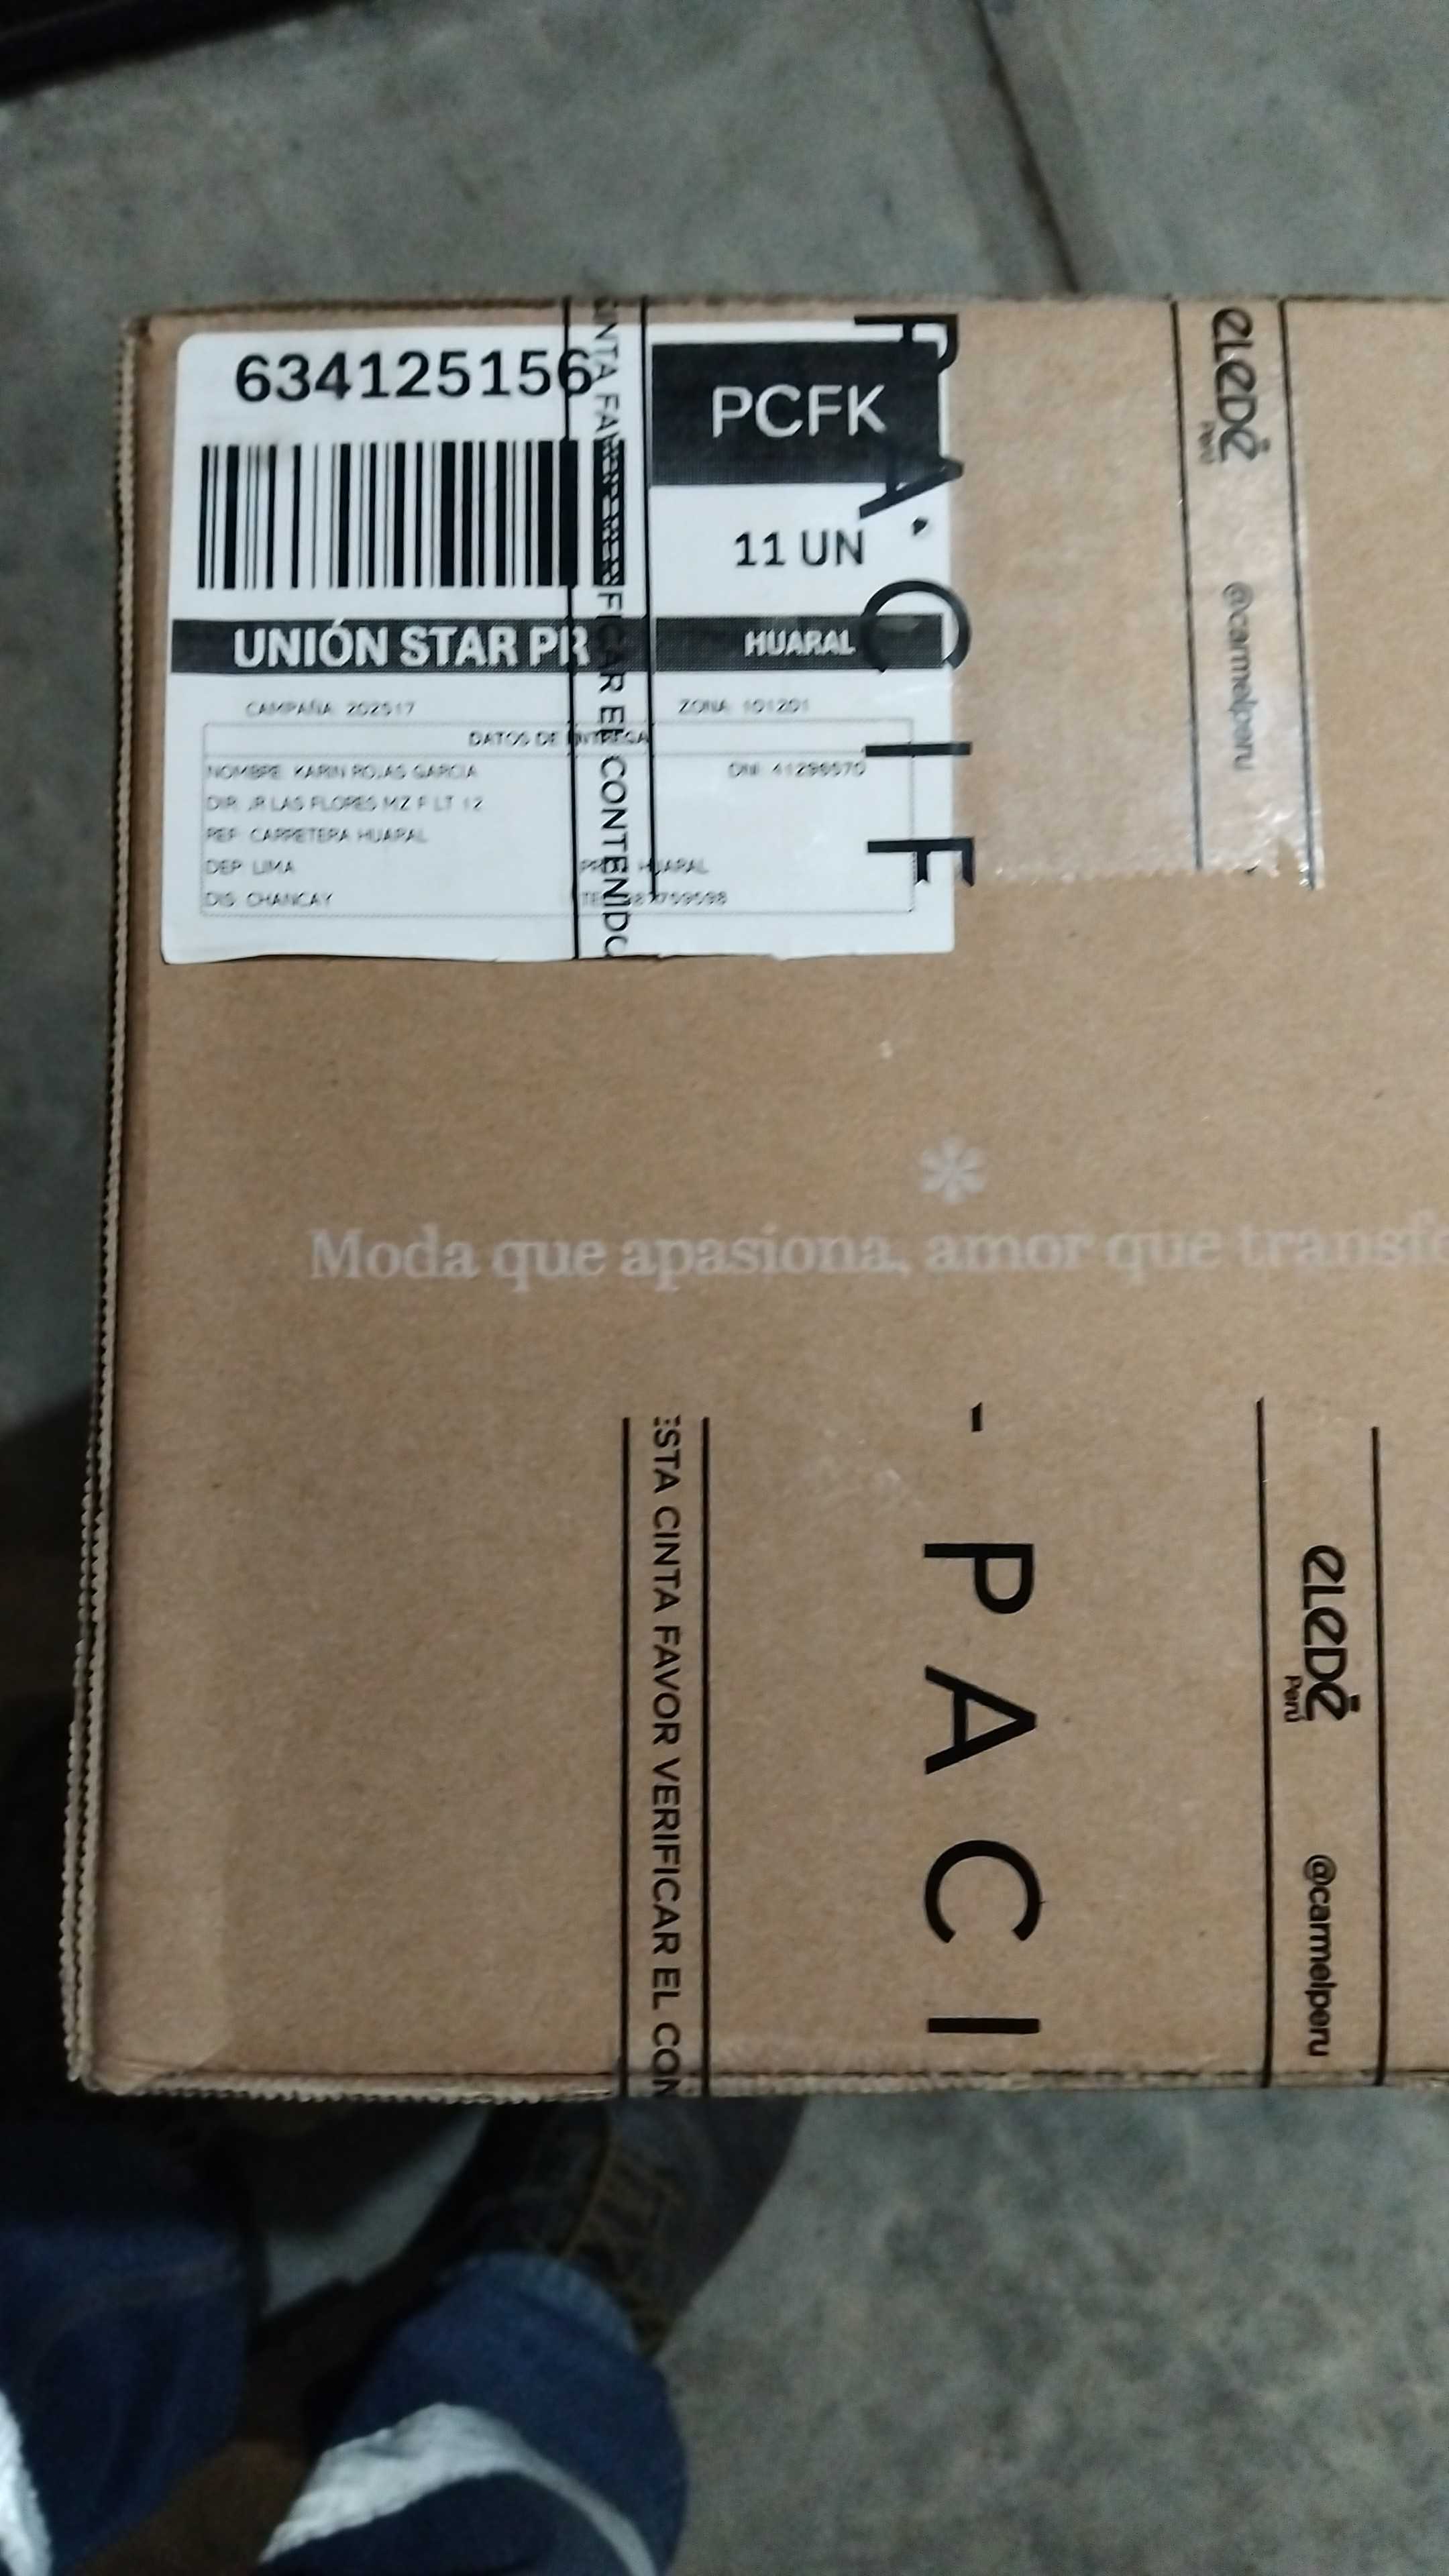 634125156
PCFK
11 UN
UNIÓN STAR PR
HUARAL
CAMPAÑA: 202517
ZONA: 101201
DATOS DE ENTREGA
NOMBRE: KARIN ROJAS GARCIA
DNI: 41296570
DIR: JR LAS FLORES MZ F LT 12
REF: CARRETERA HUARAL
DEP: LIMA
HUARAL
DIS: CHANCAY
CINTA FAVOR VERIFICAR EL CONTENIDO
PACIF
eLeDé
Perú
@carmelperu
Moda que apasiona, amor que
ESTA CINTA FAVOR VERIFICAR EL CON
- PACI
eLeDé
Perú
@carmelperu